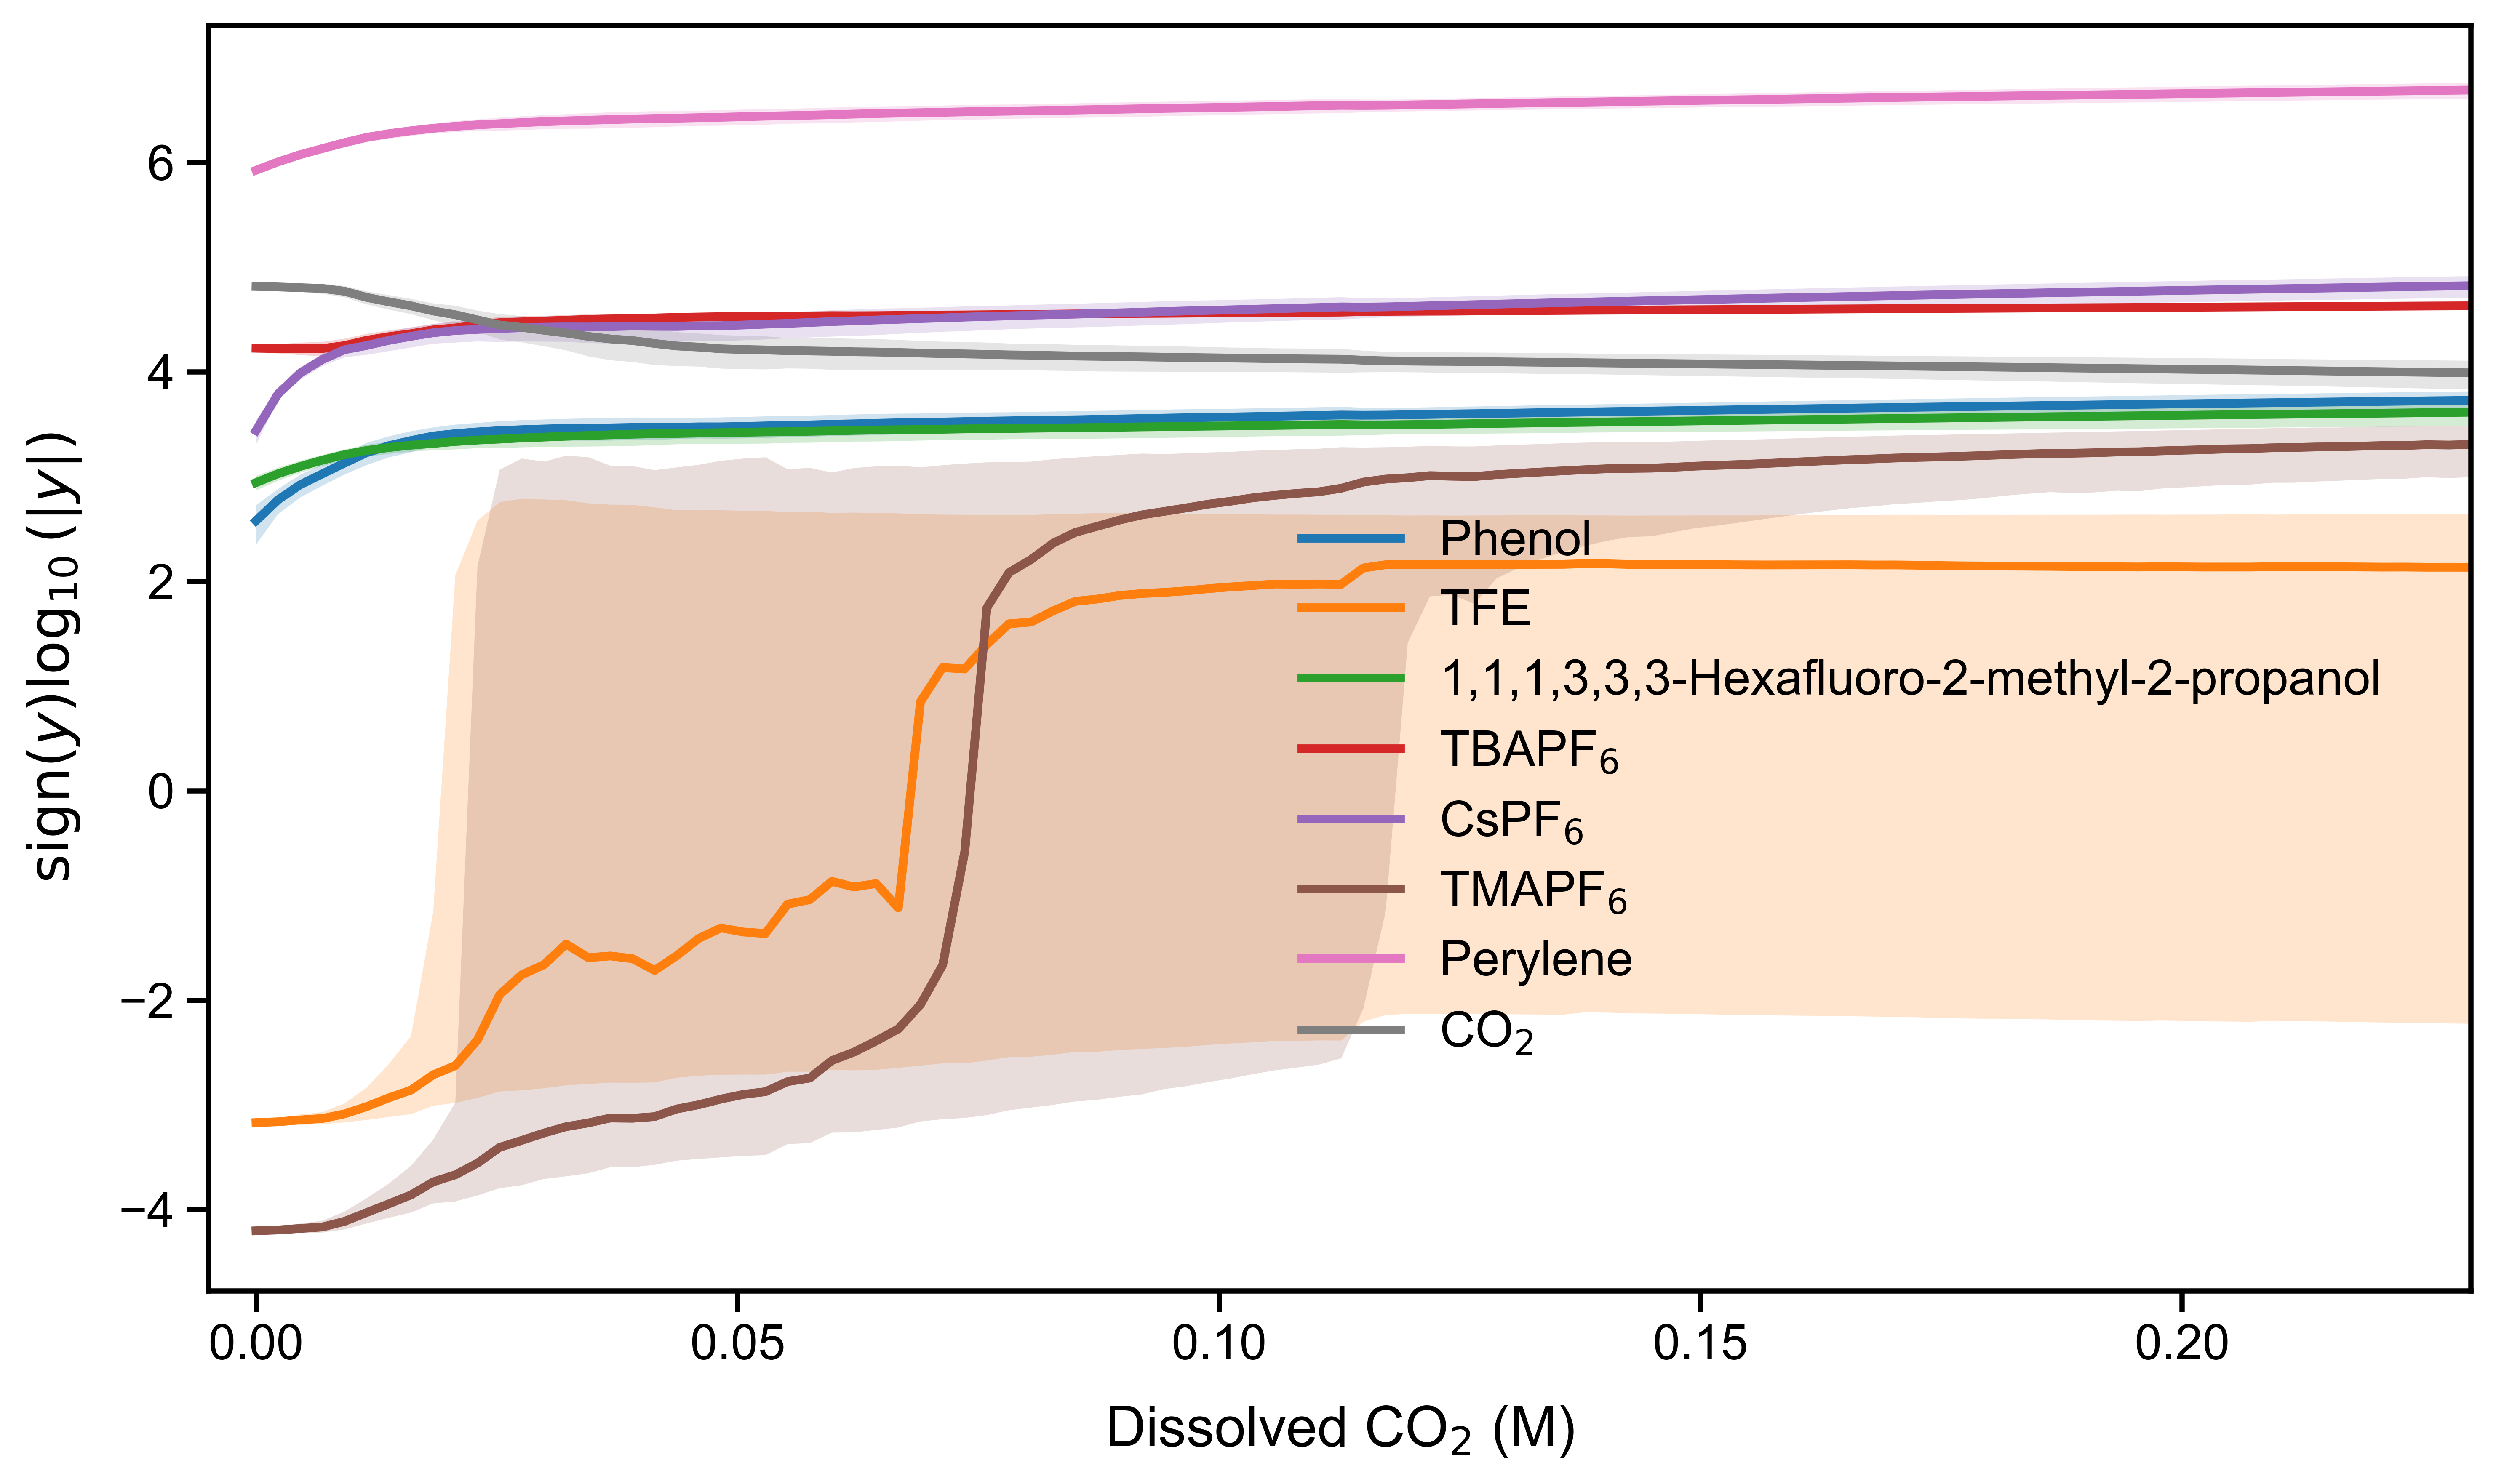 sign(y)log₁₀(|y|)
6
4
2
0
−2
−4
Phenol
TFE
1,1,1,3,3,3-Hexafluoro-2-methyl-2-propanol
TBAPF₆
CsPF₆
TMAPF₆
Perylene
CO₂
0.00 0.05 0.10 0.15 0.20
Dissolved CO₂ (M)